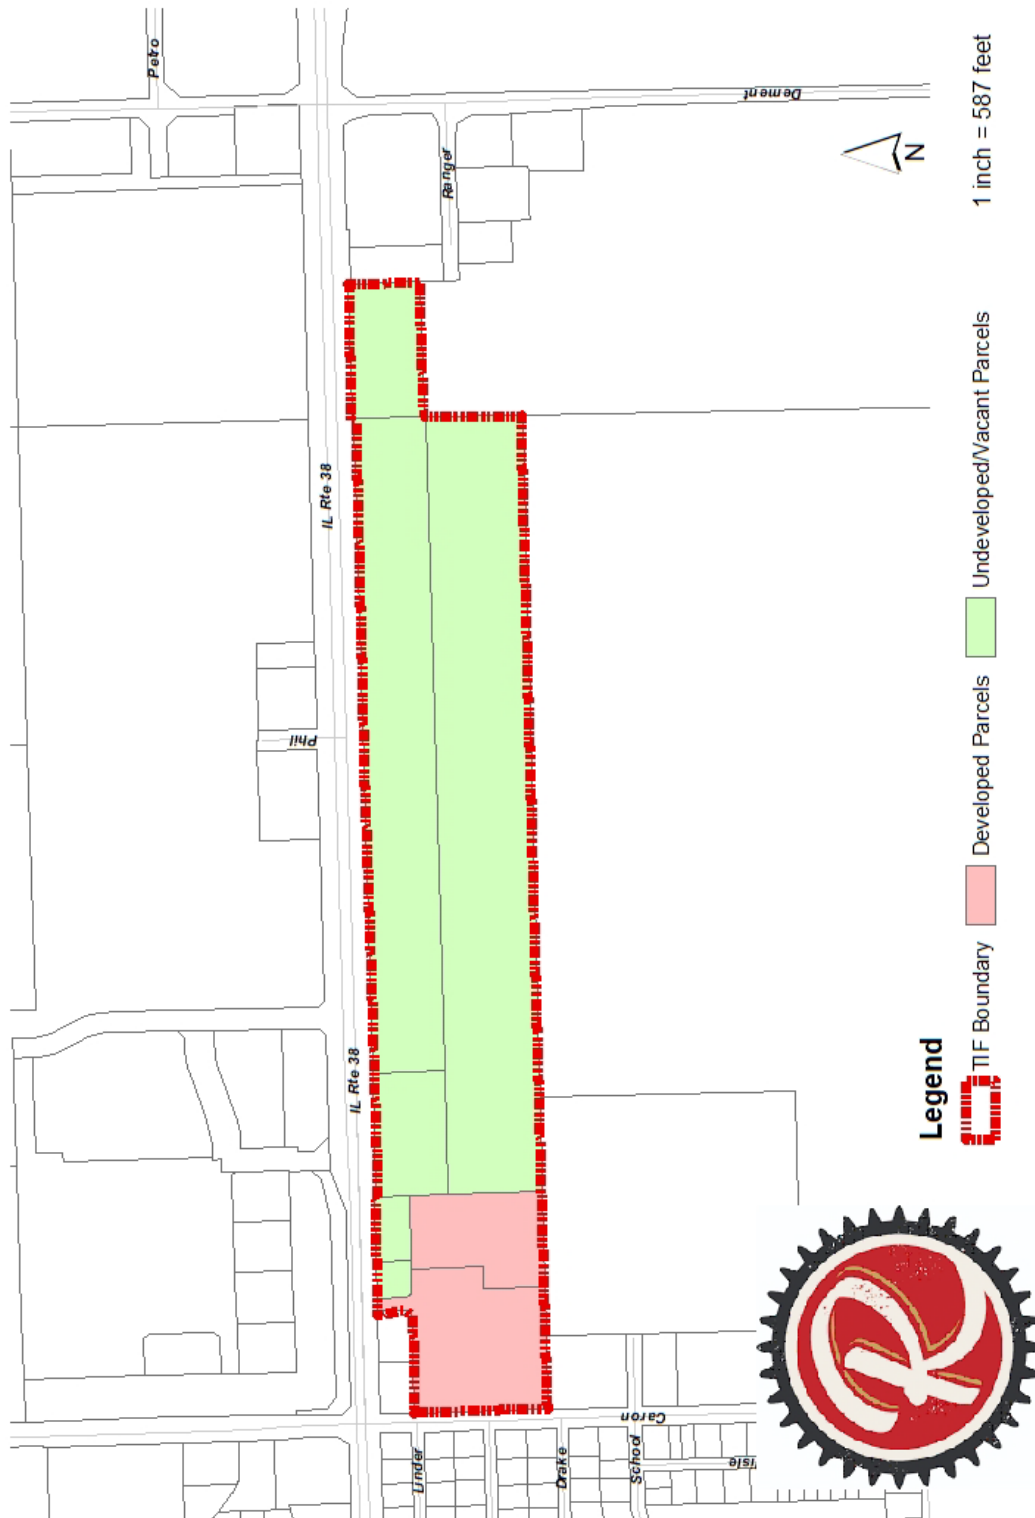 Petro
Dement
Ranger
IL Rte 38
Phil
IL Rte 38
Linder
Drake
Caron
School
isle
N
1 inch = 587 feet
Legend
TIF Boundary
Developed Parcels
Undeveloped/Vacant Parcels
R